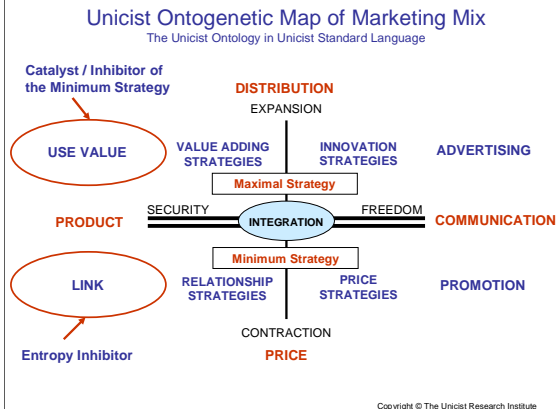 Unicist Ontogenetic Map of Marketing Mix
The Unicist Ontology in Unicist Standard Language
Catalyst / Inhibitor of
the Minimum Strategy
DISTRIBUTION
EXPANSION
USE VALUE
VALUE ADDING
STRATEGIES
INNOVATION
STRATEGIES
ADVERTISING
Maximal Strategy
PRODUCT
SECURITY
INTEGRATION
FREEDOM
COMMUNICATION
Minimum Strategy
LINK
RELATIONSHIP
STRATEGIES
PRICE
STRATEGIES
PROMOTION
CONTRACTION
PRICE
Entropy Inhibitor
Copyright © The Unicist Research Institute